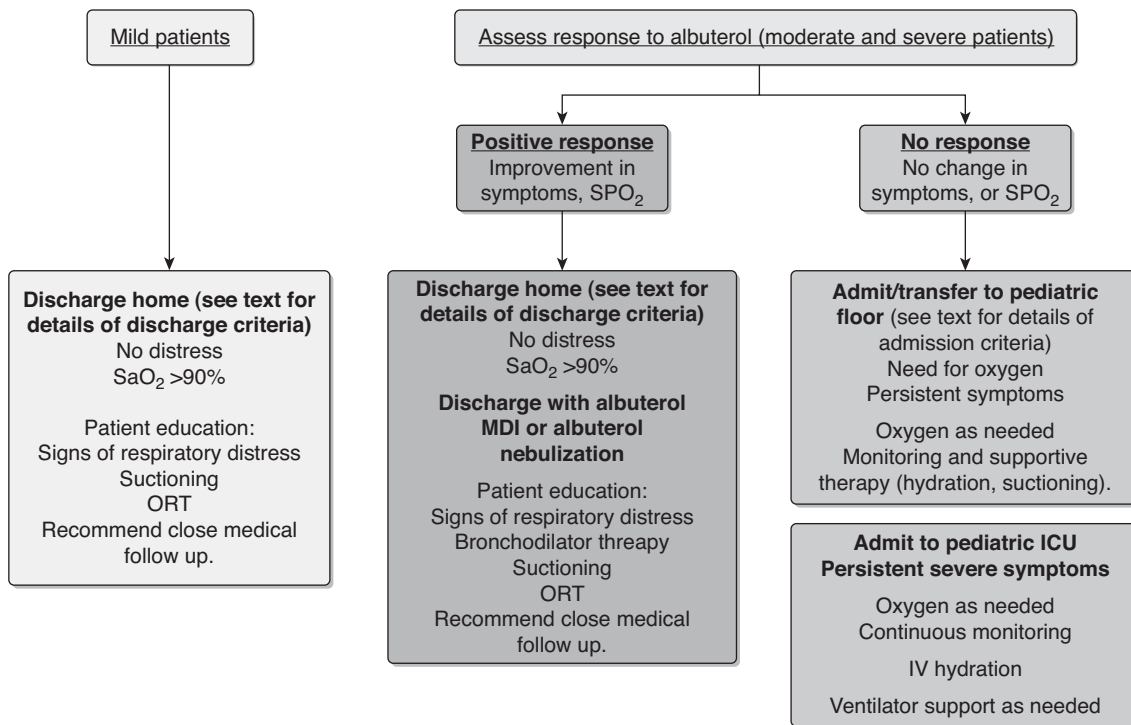 Mild patients
Assess response to albuterol (moderate and severe patients)
Positive response
Improvement in
symptoms, SPO₂
No response
No change in
symptoms, or SPO₂
Discharge home (see text for
details of discharge criteria)
No distress
SaO₂ >90%
Patient education:
Signs of respiratory distress
Suctioning
ORT
Recommend close medical
follow up.
Discharge home (see text for
details of discharge criteria)
No distress
SaO₂ >90%
Discharge with albuterol
MDI or albuterol
nebulization
Patient education:
Signs of respiratory distress
Bronchodilator threapy
Suctioning
ORT
Recommend close medical
follow up.
Admit/transfer to pediatric
floor (see text for details of
admission criteria)
Need for oxygen
Persistent symptoms
Oxygen as needed
Monitoring and supportive
therapy (hydration, suctioning).
Admit to pediatric ICU
Persistent severe symptoms
Oxygen as needed
Continuous monitoring
IV hydration
Ventilator support as needed